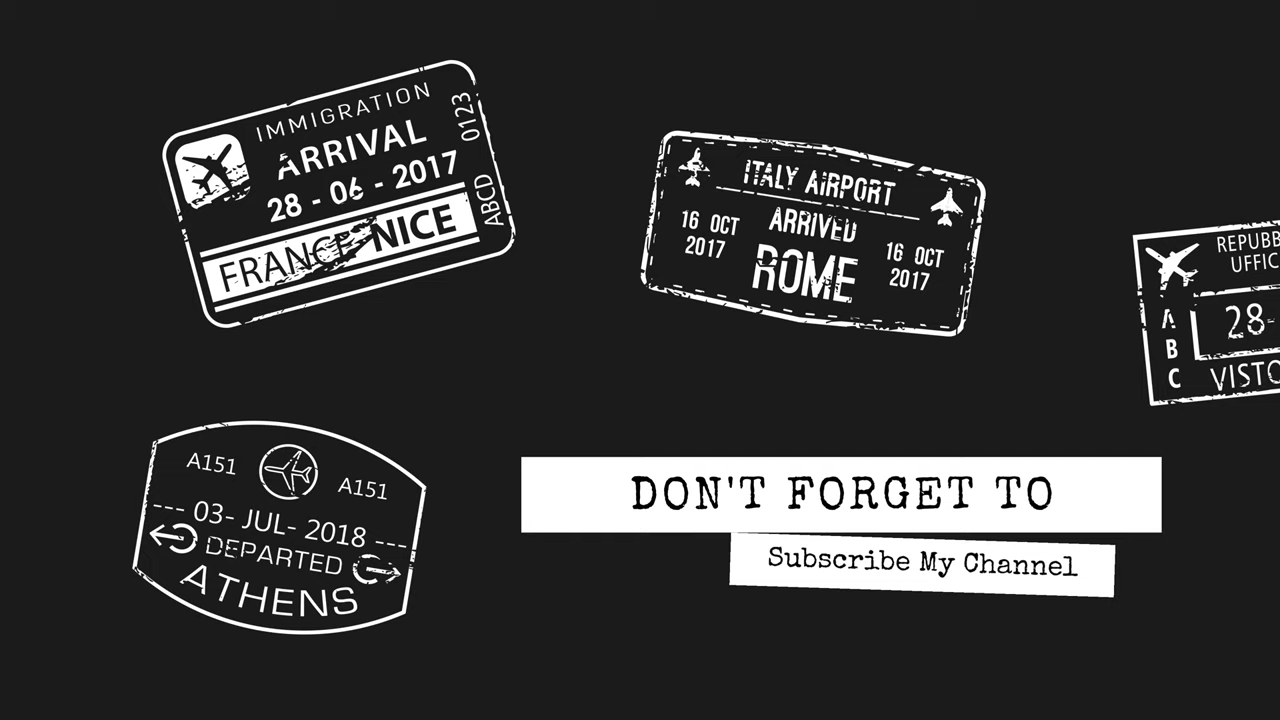 IMMIGRATION
ARRIVAL
28 - 06 - 2017
FRANCE NICE
0123
ABCD
ITALY AIRPORT
16 OCT
2017
ARRIVED
ROME
16 OCT
2017
A
B
C
28-
A151
A151
03- JUL- 2018
DEPARTED
ATHENS
DON'T FORGET TO
Subscribe My Channel